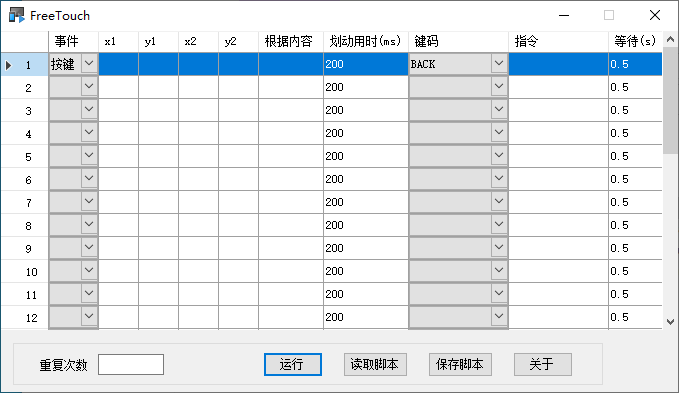 FreeTouch
事件 x1 y1 x2 y2 根据内容 划动用时(ms) 键码 指令 等待(s)
1 按键 200 BACK 0.5
2 200 0.5
3 200 0.5
4 200 0.5
5 200 0.5
6 200 0.5
7 200 0.5
8 200 0.5
9 200 0.5
10 200 0.5
11 200 0.5
12 200 0.5
重复次数 运行 读取脚本 保存脚本 关于